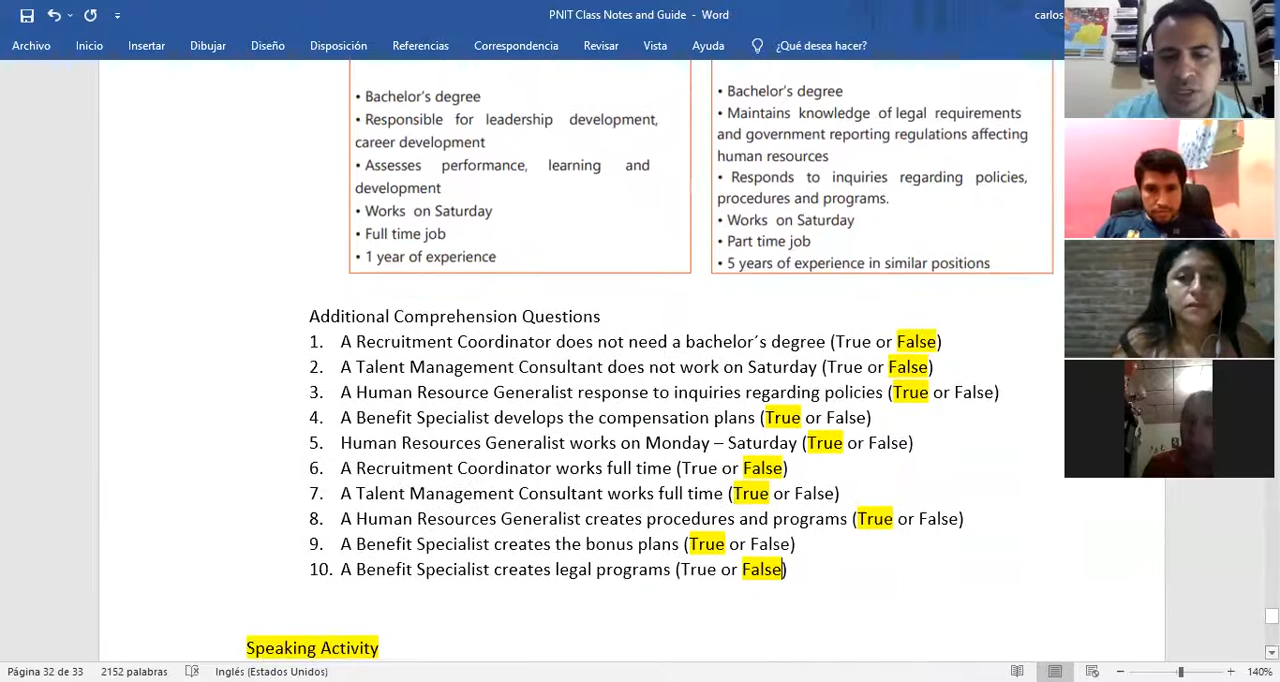 PNIT Class Notes and Guide - Word
carlos
Archivo Inicio Insertar Dibujar Diseño Disposición Referencias Correspondencia Revisar Vista Ayuda ¿Qué desea hacer?
• Bachelor's degree
• Responsible for leadership development,
career development
• Assesses performance, learning and
development
• Works on Saturday
• Full time job
• 1 year of experience
• Bachelor's degree
• Maintains knowledge of legal requirements
and government reporting regulations affecting
human resources
• Responds to inquiries regarding policies,
procedures and programs.
• Works on Saturday
• Part time job
• 5 years of experience in similar positions
Additional Comprehension Questions
1. A Recruitment Coordinator does not need a bachelor´s degree (True or False)
2. A Talent Management Consultant does not work on Saturday (True or False)
3. A Human Resource Generalist response to inquiries regarding policies (True or False)
4. A Benefit Specialist develops the compensation plans (True or False)
5. Human Resources Generalist works on Monday – Saturday (True or False)
6. A Recruitment Coordinator works full time (True or False)
7. A Talent Management Consultant works full time (True or False)
8. A Human Resources Generalist creates procedures and programs (True or False)
9. A Benefit Specialist creates the bonus plans (True or False)
10. A Benefit Specialist creates legal programs (True or False)
Speaking Activity
Página 32 de 33 2152 palabras Inglés (Estados Unidos) 140%